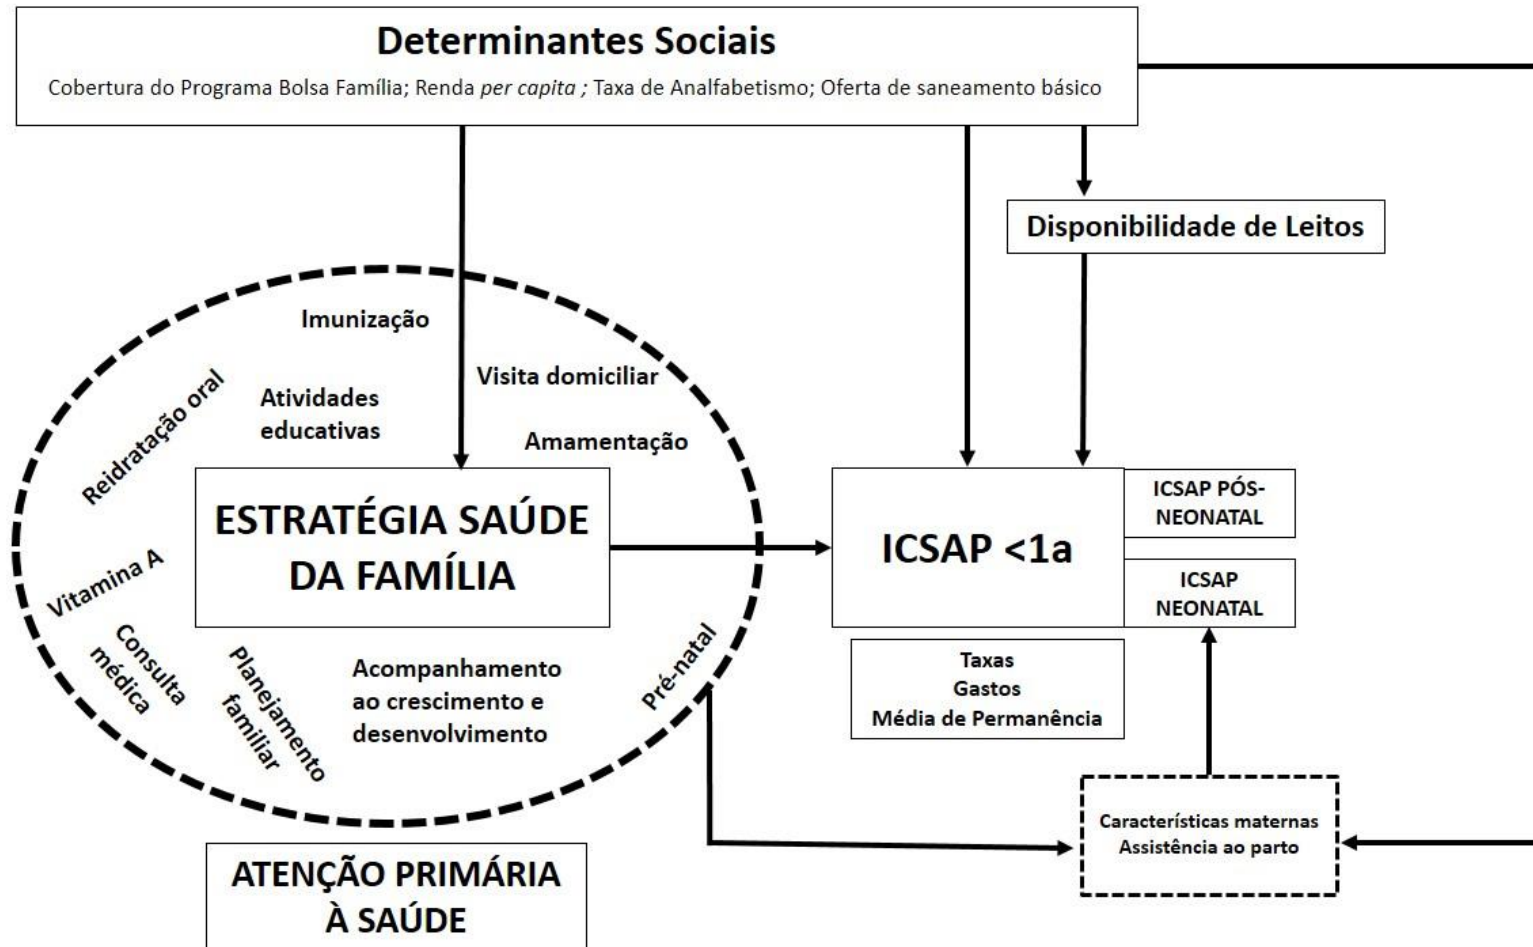 Determinantes Sociais
Cobertura do Programa Bolsa Família; Renda per capita ; Taxa de Analfabetismo; Oferta de saneamento básico
Disponibilidade de Leitos
Imunização
Visita domiciliar
Reidratação oral
Atividades
educativas
Amamentação
ESTRATÉGIA SAÚDE
DA FAMÍLIA
ICSAP <1a
ICSAP PÓS-
NEONATAL
ICSAP
NEONATAL
Vitamina A
Consulta
médica
Planejamento
familiar
Acompanhamento
ao crescimento e
desenvolvimento
Pré-natal
Taxas
Gastos
Média de Permanência
Características maternas
Assistência ao parto
ATENÇÃO PRIMÁRIA
À SAÚDE